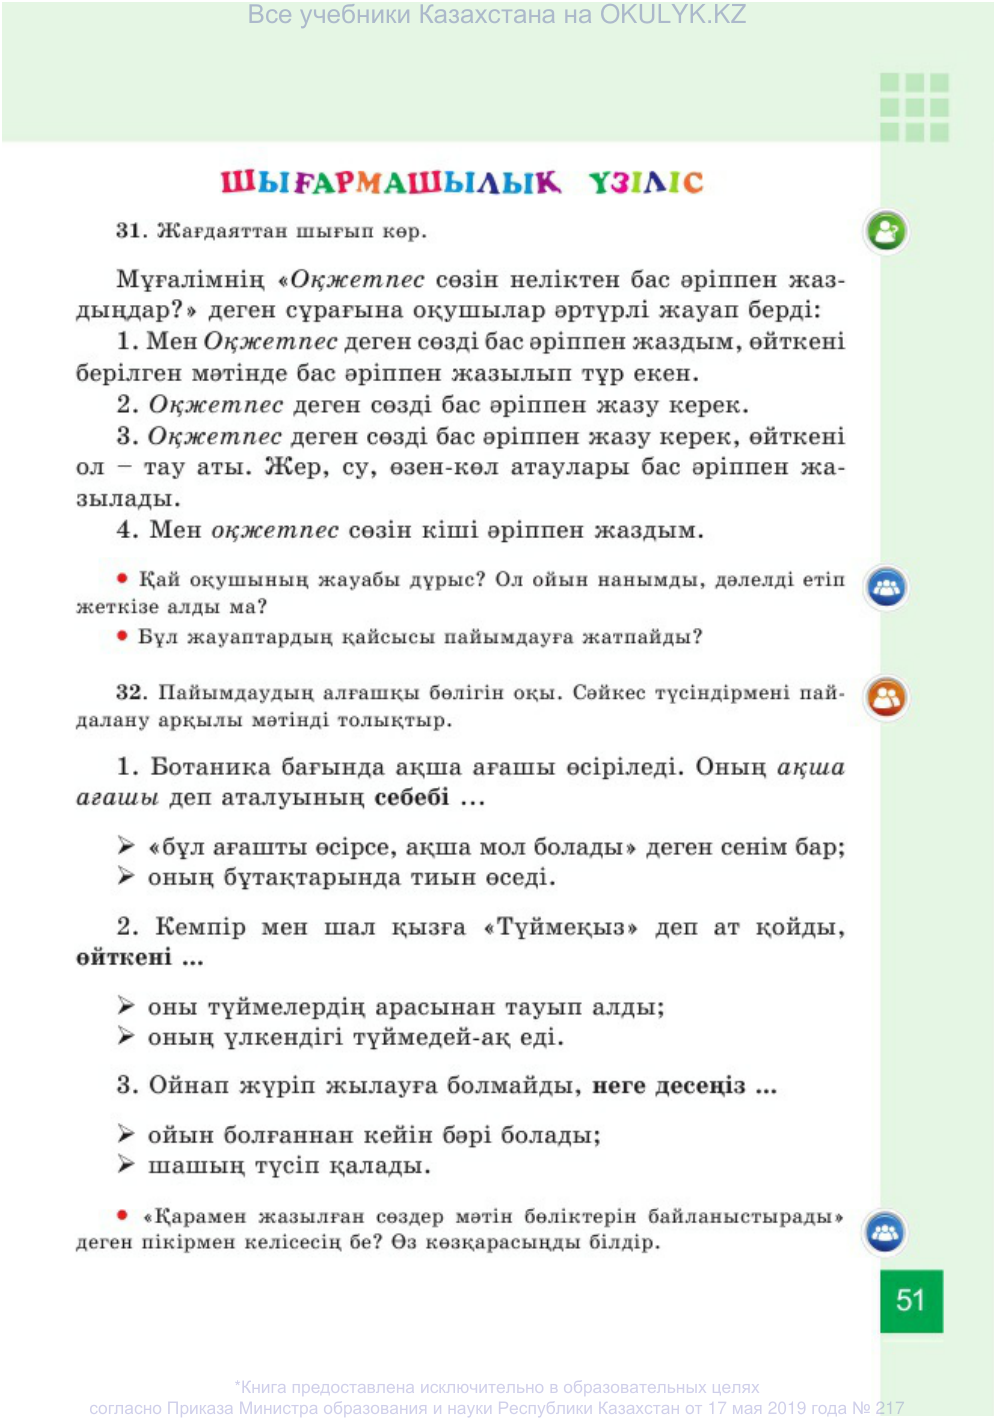 Все учебники Казахстана на OKULYK.KZ
ШЫҒАРМАШЫЛЫҚ ҮЗІЛІС
31. Жағдаяттан шығып көр.
Мұғалімнің «Оқжетпес сөзін неліктен бас әріппен жаз-
дыңдар?» деген сұрағына оқушылар әртүрлі жауап берді:
1. Мен Оқжетпес деген сөзді бас әріппен жаздым, өйткені
берілген мәтінде бас әріппен жазылып тұр екен.
2. Оқжетпес деген сөзді бас әріппен жазу керек.
3. Оқжетпес деген сөзді бас әріппен жазу керек, өйткені
ол – тау аты. Жер, су, өзен-көл атаулары бас әріппен жа-
зылады.
4. Мен оқжетпес сөзін кіші әріппен жаздым.
• Қай оқушының жауабы дұрыс? Ол ойын нанымды, дәлелді етіп
жеткізе алды ма?
• Бұл жауаптардың қайсысы пайымдауға жатпайды?
32. Пайымдаудың алғашқы бөлігін оқы. Сәйкес түсіндірмені пай-
далану арқылы мәтінді толықтыр.
1. Ботаника бағында ақша ағашы өсіріледі. Оның ақша
ағашы деп аталуының себебі ...
➢ «бұл ағашты өсірсе, ақша мол болады» деген сенім бар;
➢ оның бұтақтарында тиын өседі.
2. Кемпір мен шал қызға «Түймеқыз» деп ат қойды,
өйткені ...
➢ оны түймелердің арасынан тауып алды;
➢ оның үлкендігі түймедей-ақ еді.
3. Ойнап жүріп жылауға болмайды, неге десеңіз ...
➢ ойын болғаннан кейін бәрі болады;
➢ шашың түсіп қалады.
• «Қарамен жазылған сөздер мәтін бөліктерін байланыстырады»
деген пікірмен келісесің бе? Өз көзқарасыңды білдір.
51
*Книга предоставлена исключительно в образовательных целях
согласно Приказа Министра образования и науки Республики Казахстан от 17 мая 2019 года № 217